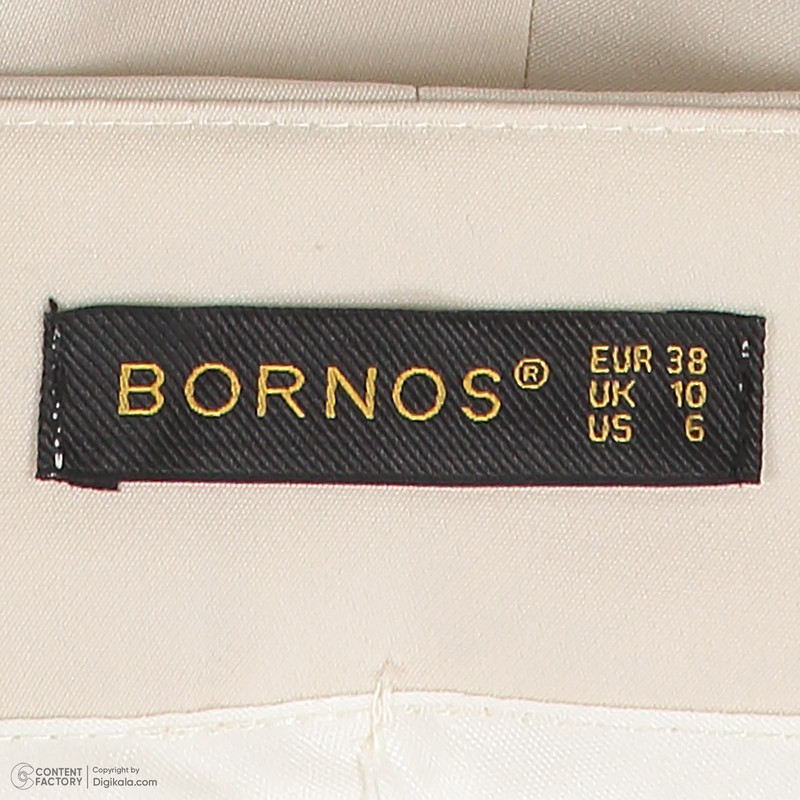 BORNOS®
EUR 38
UK 10
US 6
CONTENT FACTORY
Copyright by
Digikala.com